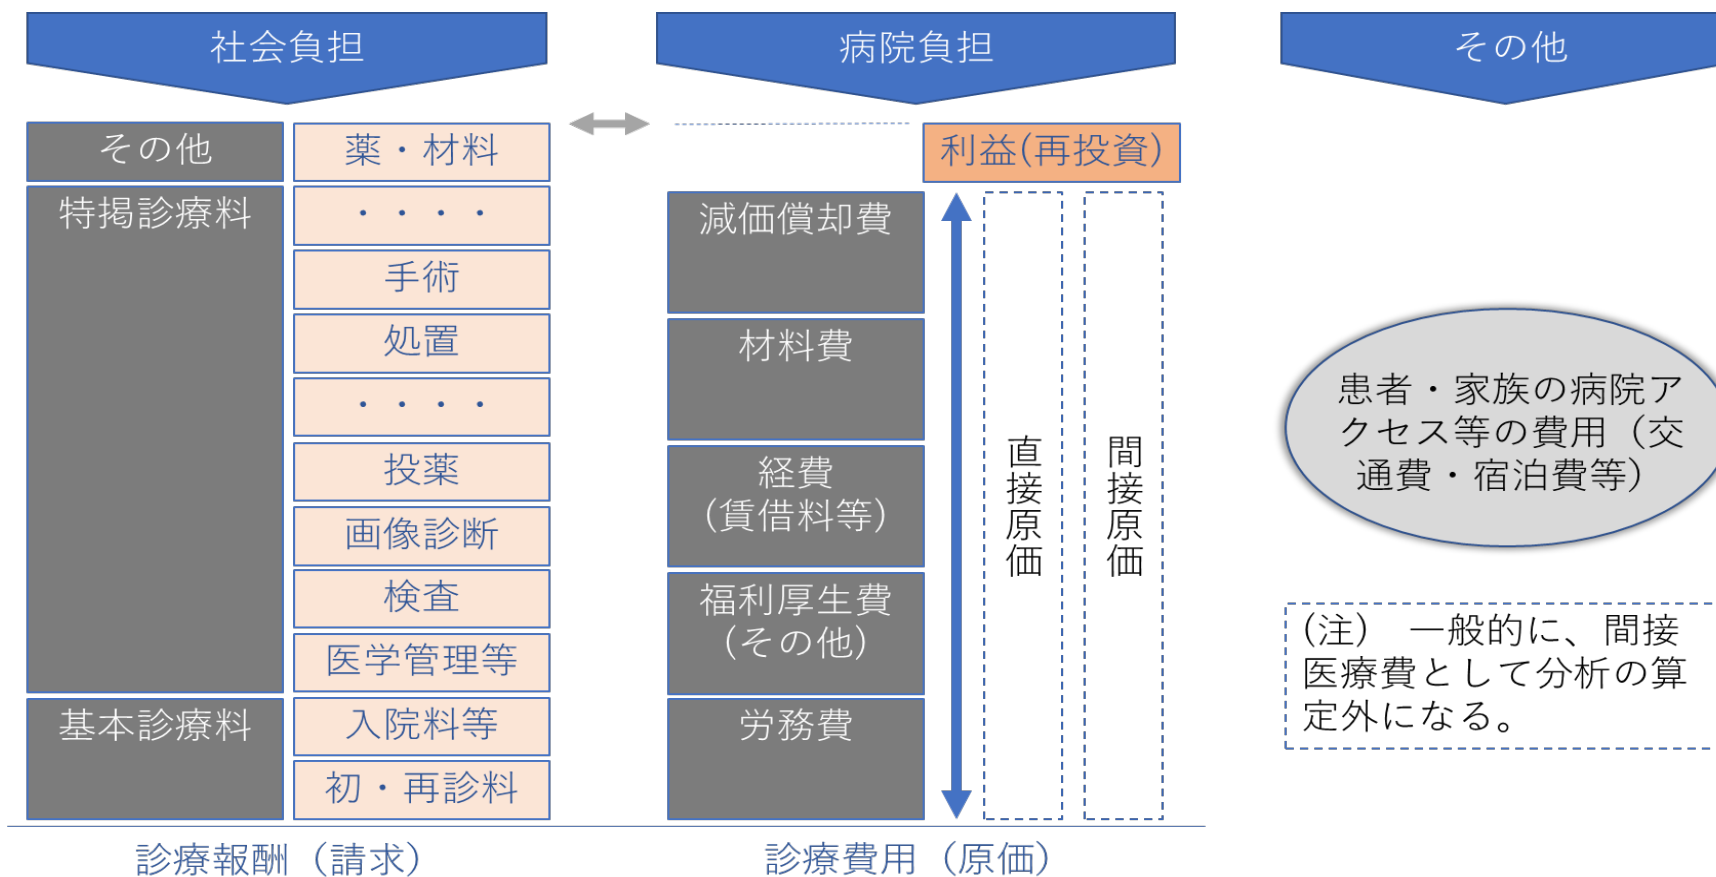 社会負担
病院負担
その他
その他
薬・材料
利益(再投資)
特掲診療料
・・・・
手術
処置
・・・・
投薬
画像診断
検査
医学管理等
基本診療料
入院料等
初・再診料
減価償却費
材料費
経費
(賃借料等)
福利厚生費
(その他)
労務費
直接原価
間接原価
患者・家族の病院ア
クセス等の費用（交
通費・宿泊費等）
(注)　一般的に、間接
医療費として分析の算
定外になる。
診療報酬（請求）
診療費用（原価）